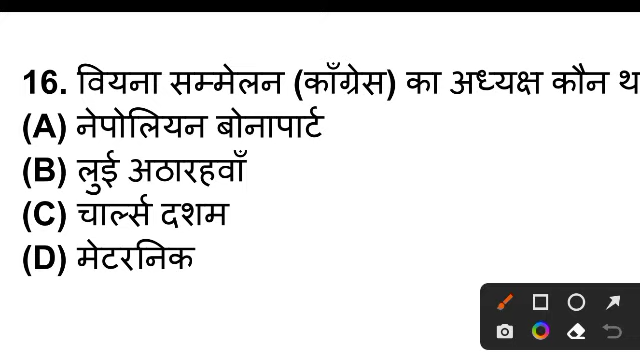 16. वियना सम्मेलन (काँग्रेस) का अध्यक्ष कौन
(A) नेपोलियन बोनापार्ट
(B) लुई अठारहवाँ
(C) चार्ल्स दशम
(D) मेटरनिक